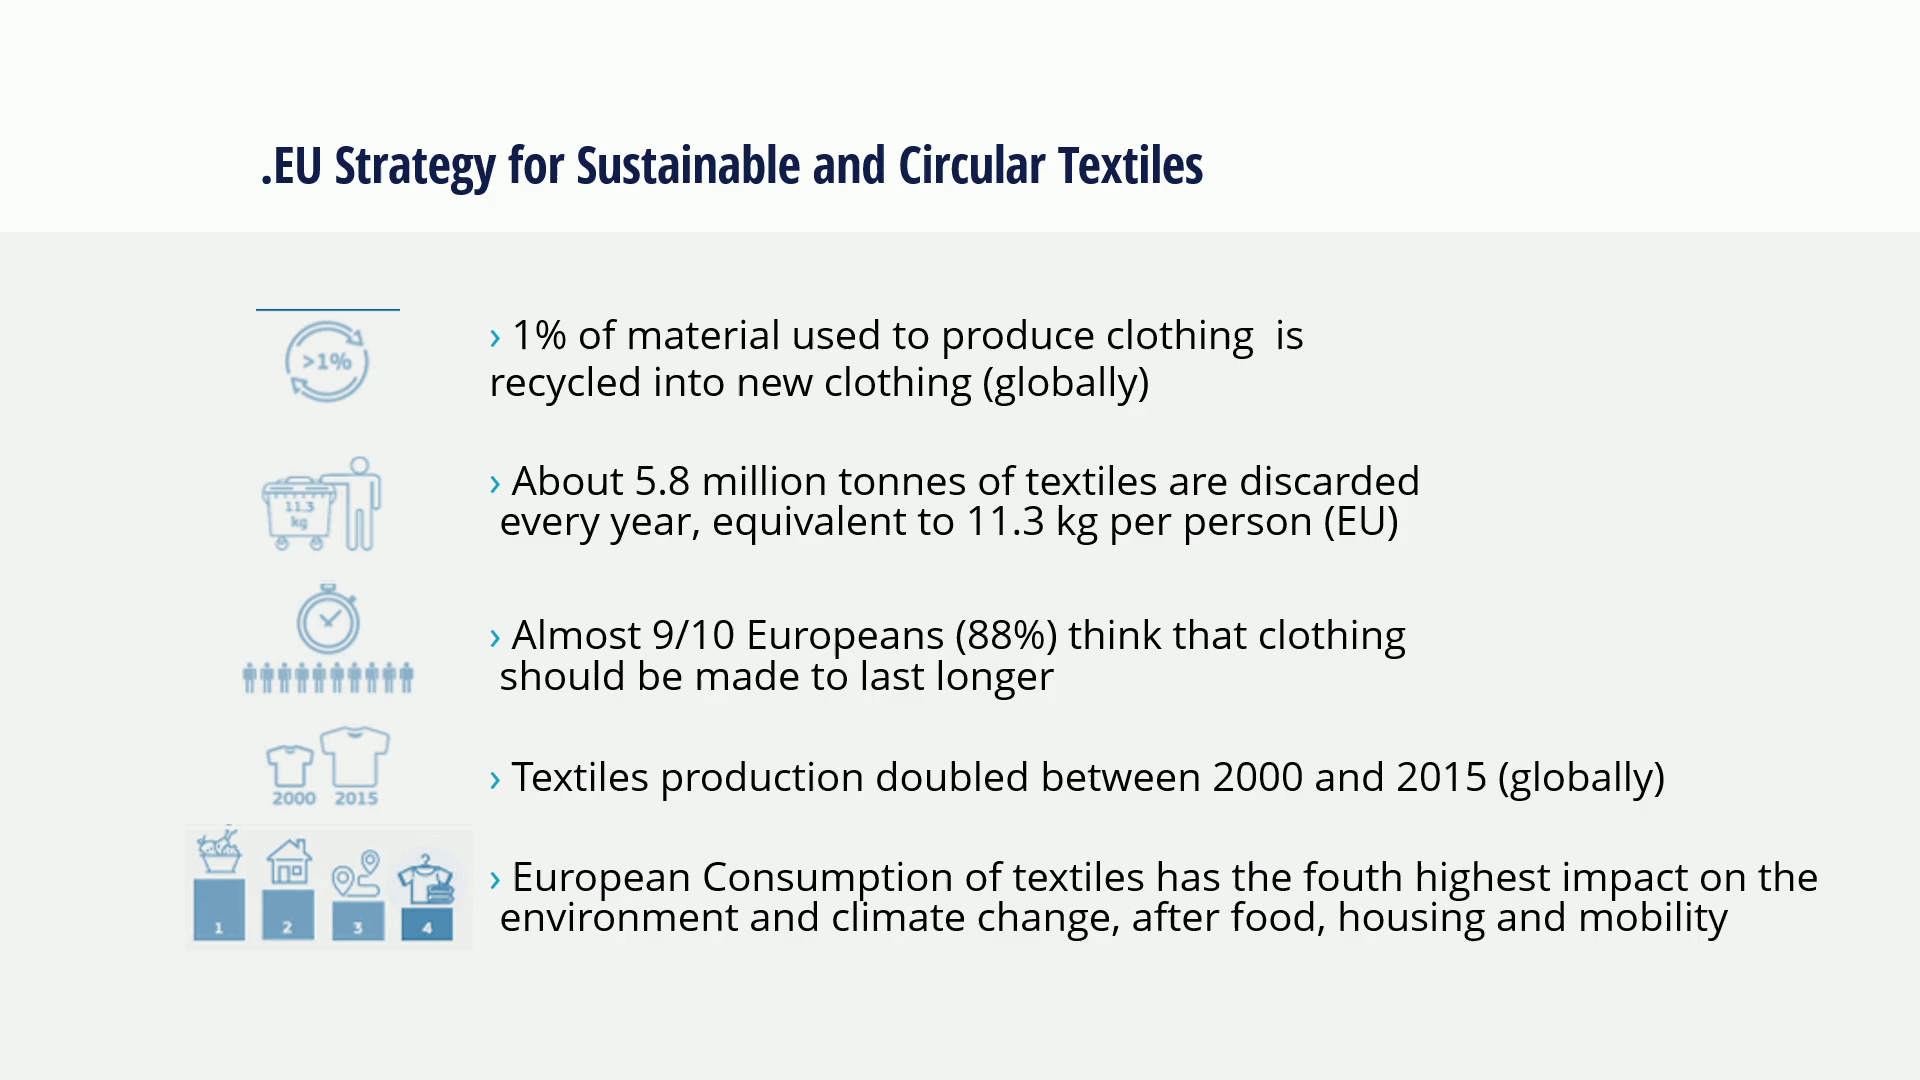 .EU Strategy for Sustainable and Circular Textiles
>1%
› 1% of material used to produce clothing  is
recycled into new clothing (globally)
11.3
kg
› About 5.8 million tonnes of textiles are discarded
every year, equivalent to 11.3 kg per person (EU)
› Almost 9/10 Europeans (88%) think that clothing
should be made to last longer
2000 2015
› Textiles production doubled between 2000 and 2015 (globally)
1 2 3 4
› European Consumption of textiles has the fouth highest impact on the
environment and climate change, after food, housing and mobility